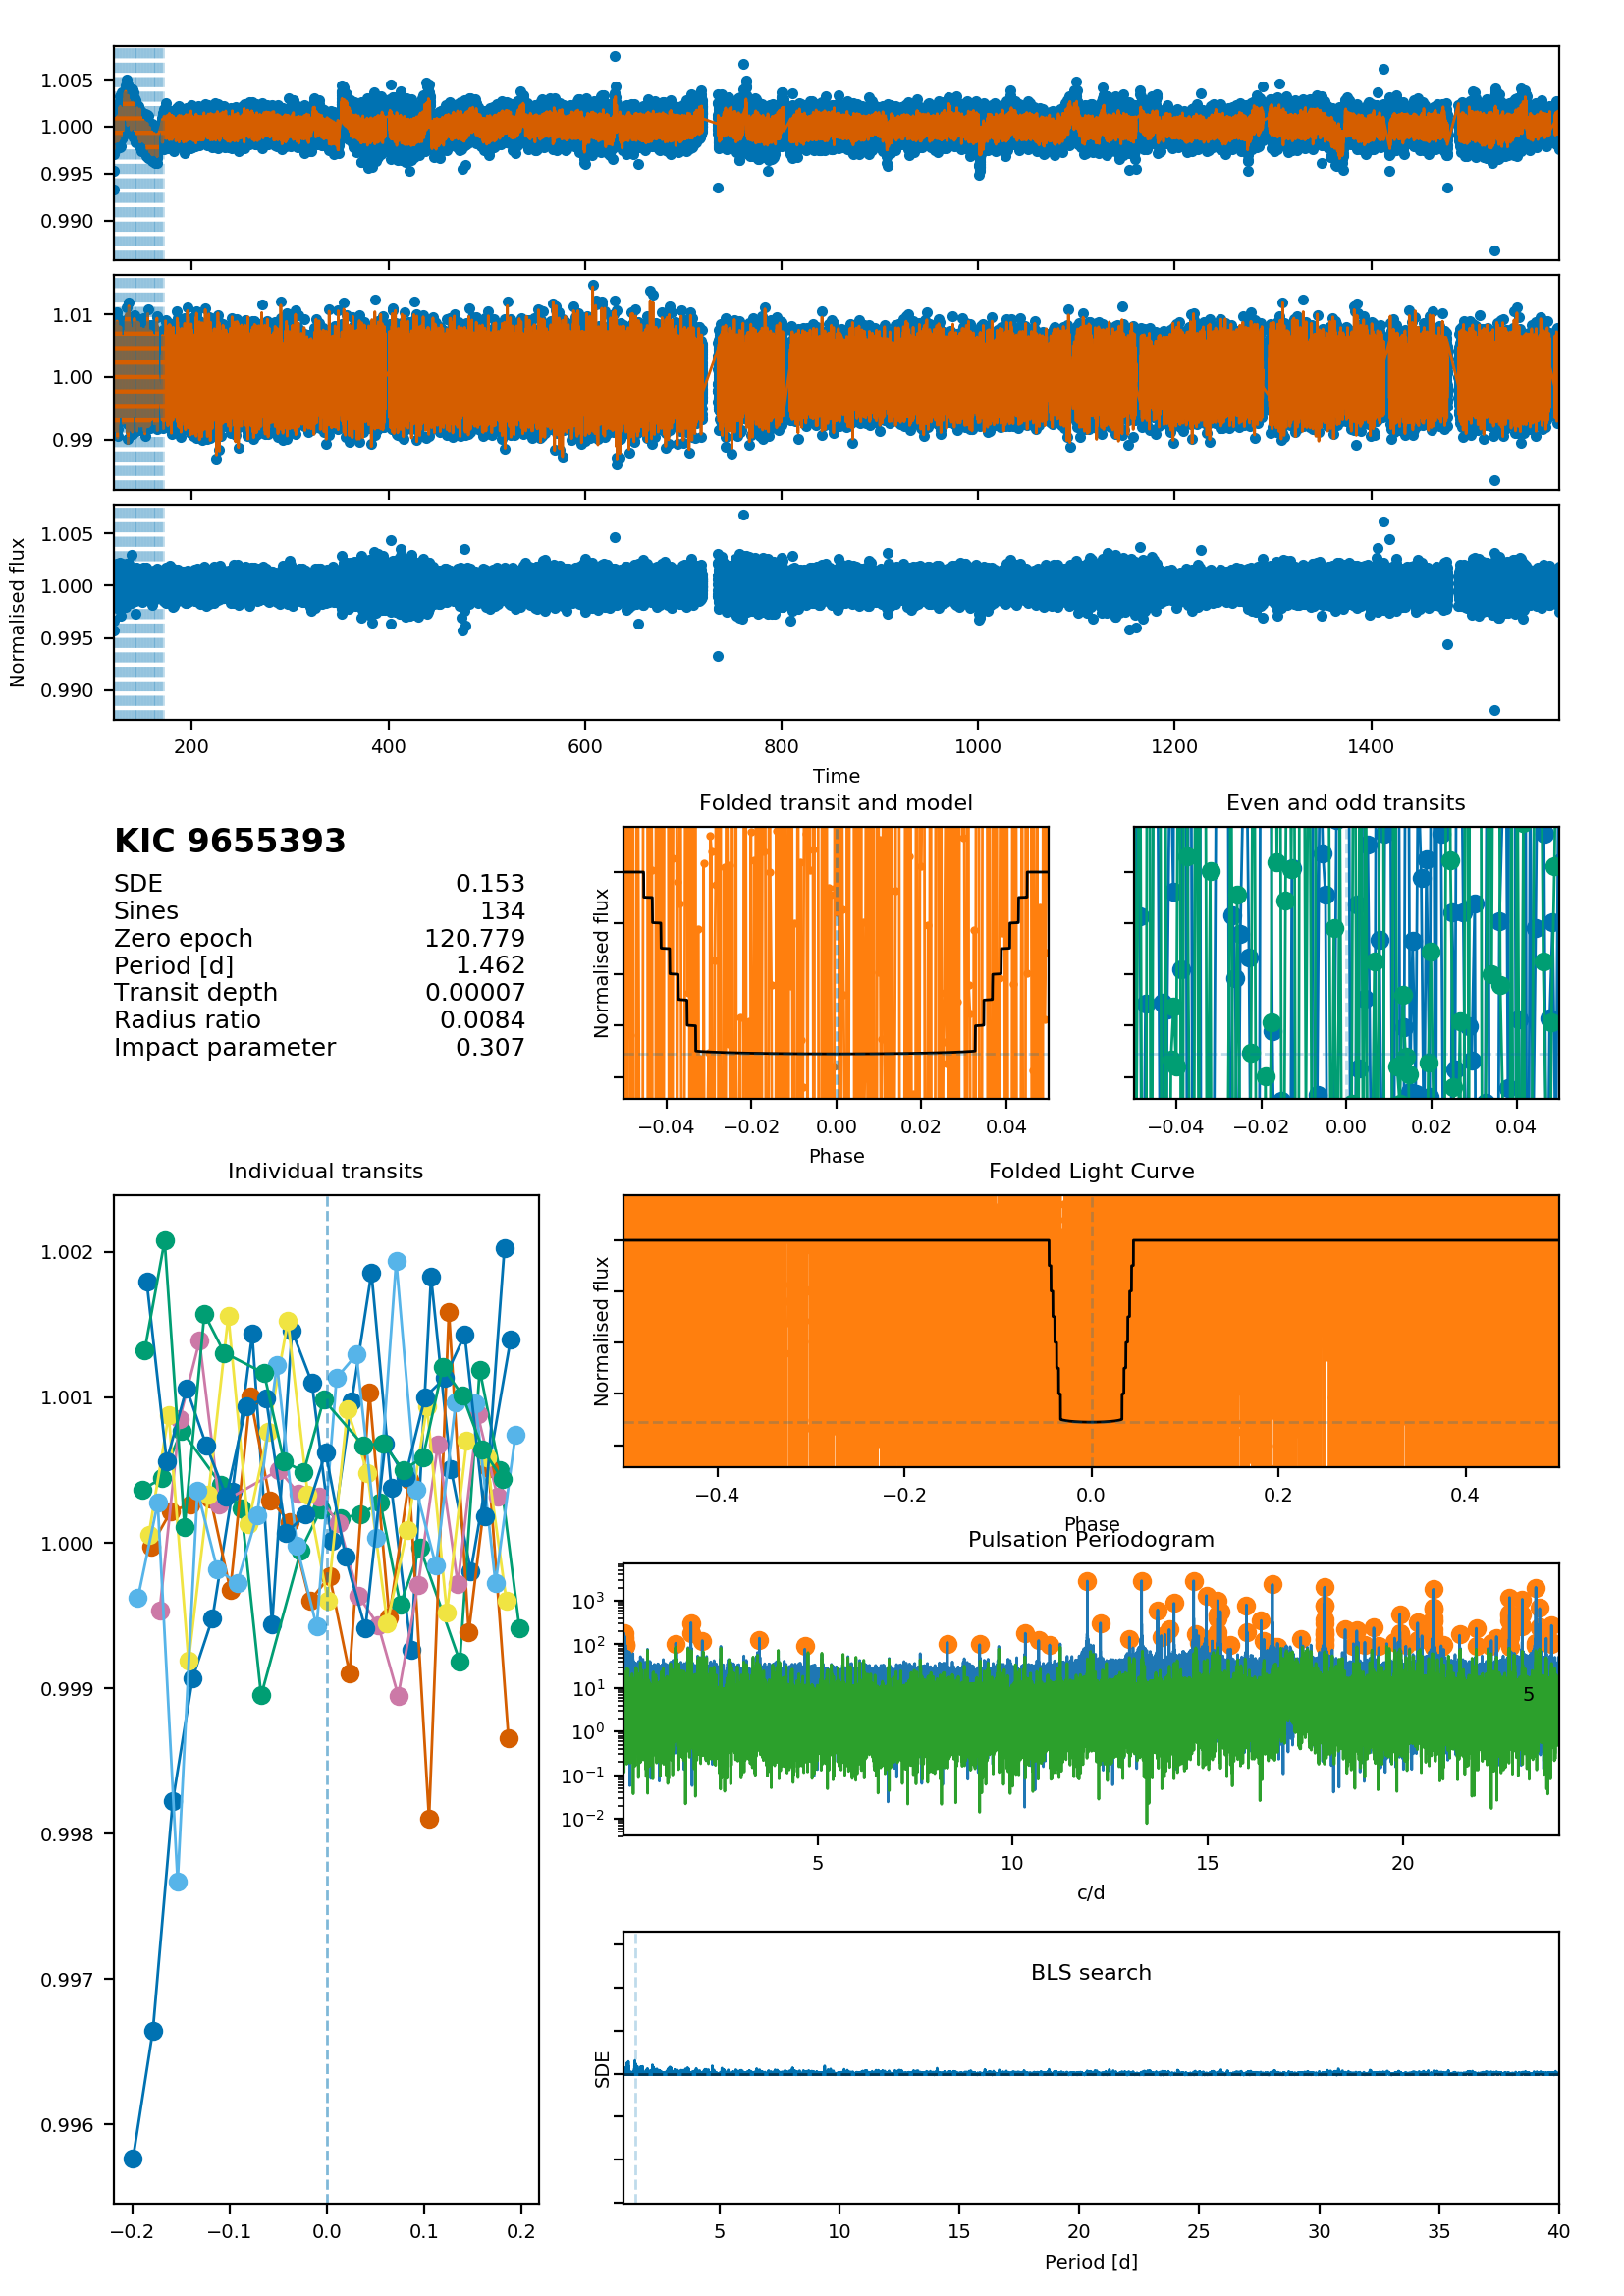 1.005
1.000
0.995
0.990
1.01
1.00
0.99
1.005
1.000
0.995
0.990
Normalised flux
200 400 600 800 1000 1200 1400
Time
KIC 9655393
SDE 0.153
Sines 134
Zero epoch 120.779
Period [d] 1.462
Transit depth 0.00007
Radius ratio 0.0084
Impact parameter 0.307
Folded transit and model
Normalised flux
−0.04 −0.02 0.00 0.02 0.04
Phase
Even and odd transits
−0.04 −0.02 0.00 0.02 0.04
Individual transits
1.002
1.001
1.000
0.999
0.998
0.997
0.996
−0.2 −0.1 0.0 0.1 0.2
Folded Light Curve
Normalised flux
−0.4 −0.2 0.0 0.2 0.4
Phase
Pulsation Periodogram
10³
10²
10¹
10⁰
10⁻¹
10⁻²
5
5 10 15 20
c/d
BLS search
SDE
5 10 15 20 25 30 35 40
Period [d]